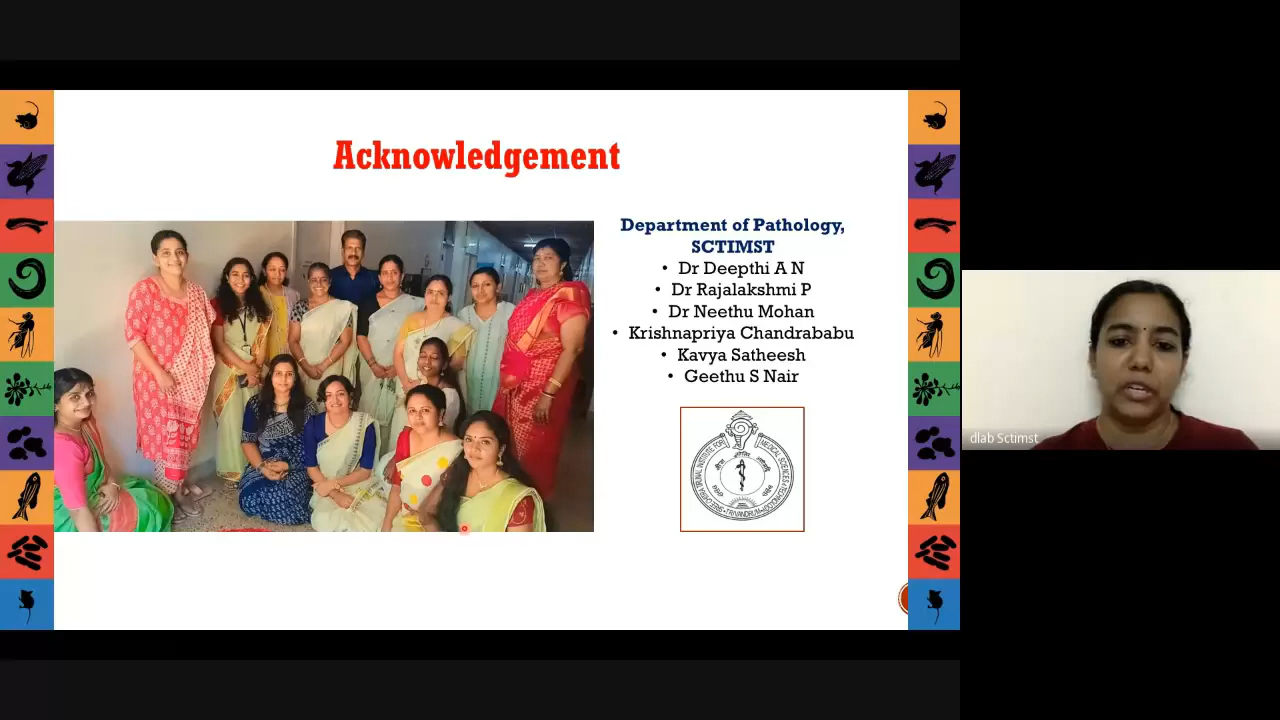 Acknowledgement
Department of Pathology,
SCTIMST
• Dr Deepthi A N
• Dr Rajalakshmi P
• Dr Neethu Mohan
• Krishnapriya Chandrababu
• Kavya Satheesh
• Geethu S Nair
dlab Sctimst